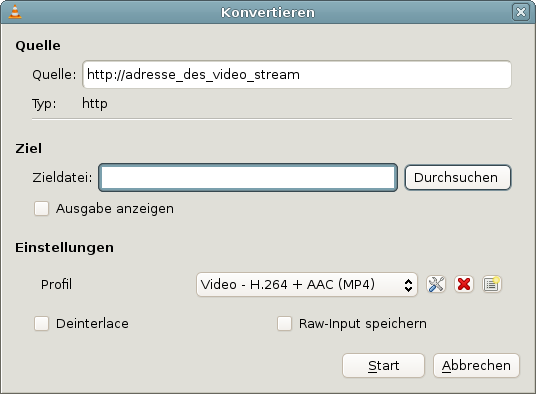 Konvertieren
Quelle
Quelle: http://adresse_des_video_stream
Typ: http
Ziel
Zieldatei: Durchsuchen
Ausgabe anzeigen
Einstellungen
Profil Video - H.264 + AAC (MP4)
Deinterlace Raw-Input speichern
Start Abbrechen